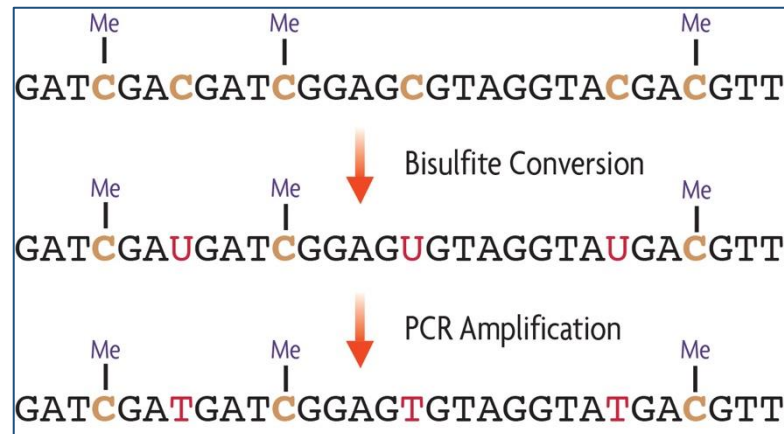 Me Me Me
GATCGACGATCGGAGCGTAGGTACGACGTT
Bisulfite Conversion
Me Me Me
GATCGAUGATCGGAGUGTAGGTAUGACGTT
PCR Amplification
Me Me Me
GATCGATGATCGGAGTGTAGGTATGACGTT